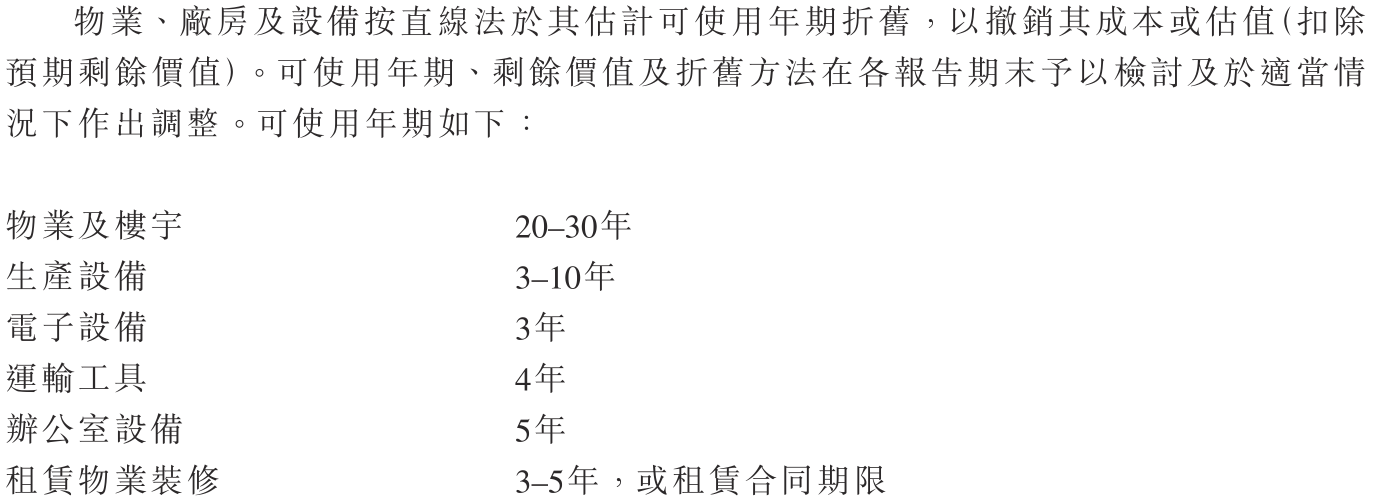 物業、廠房及設備按直線法於其估計可使用年期折舊，以撤銷其成本或估值(扣除
預期剩餘價值)。可使用年期、剩餘價值及折舊方法在各報告期末予以檢討及於適當情
況下作出調整。可使用年期如下：
物業及樓宇 20–30年
生產設備 3–10年
電子設備 3年
運輸工具 4年
辦公室設備 5年
租賃物業裝修 3–5年，或租賃合同期限